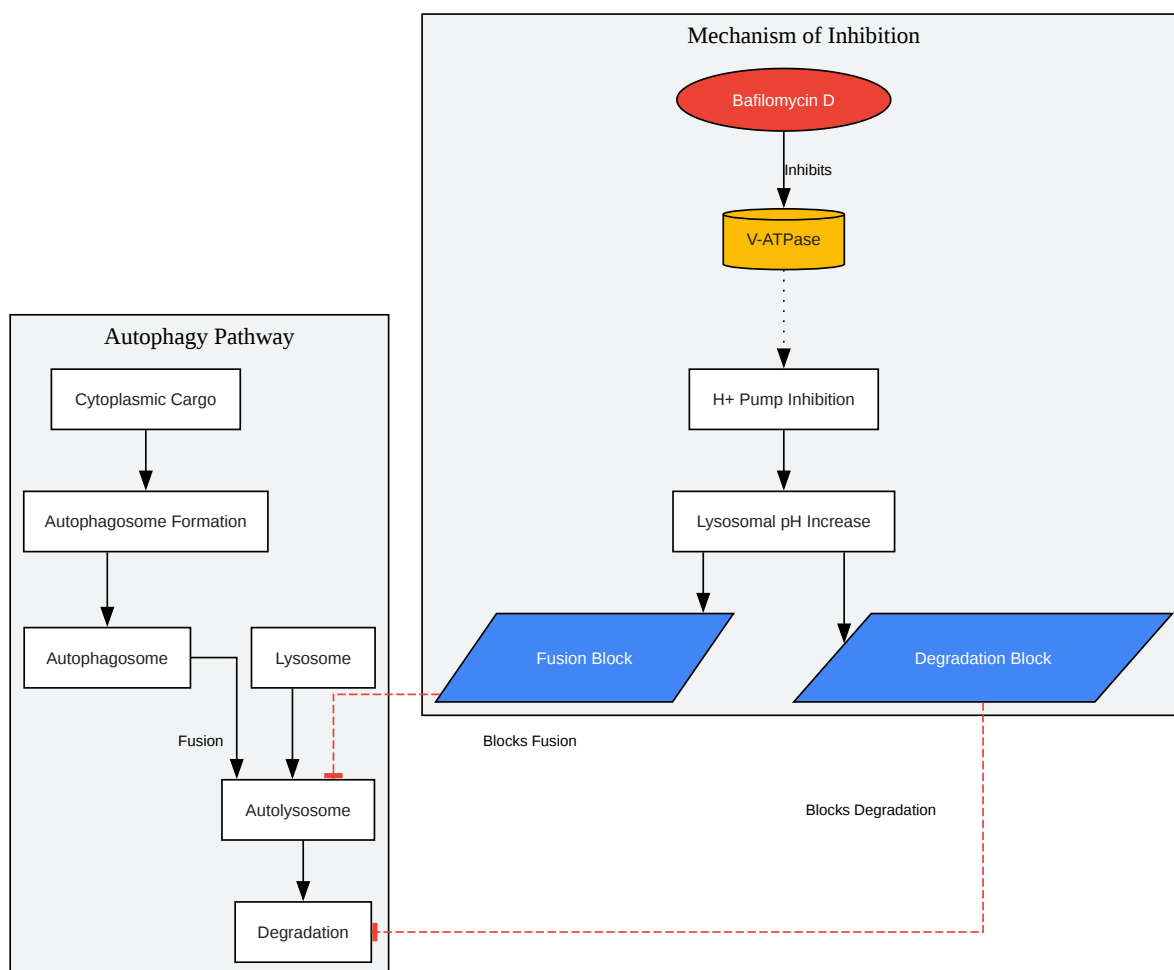 Mechanism of Inhibition
Bafilomycin D
Inhibits
V-ATPase
H+ Pump Inhibition
Lysosomal pH Increase
Fusion Block
Degradation Block
Blocks Fusion
Blocks Degradation
Autophagy Pathway
Cytoplasmic Cargo
Autophagosome Formation
Autophagosome
Lysosome
Fusion
Autolysosome
Degradation